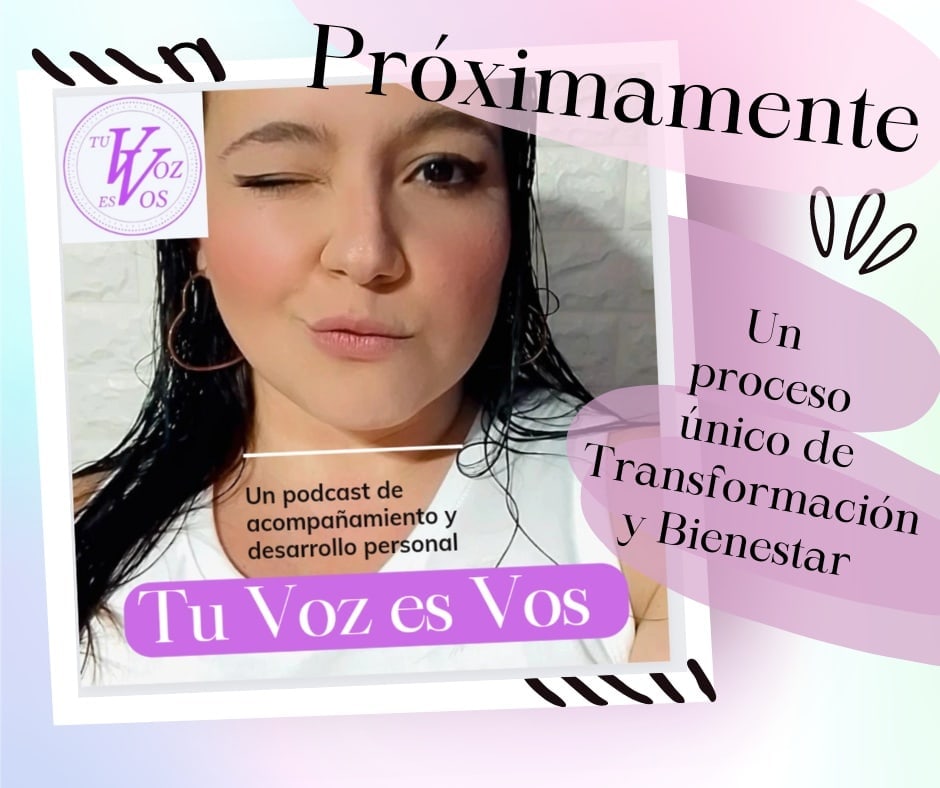 Próximamente
TU VOZ
ES VOS
Un
proceso
único de
Transformación
y Bienestar
Un podcast de
acompañamiento y
desarrollo personal
Tu Voz es Vos